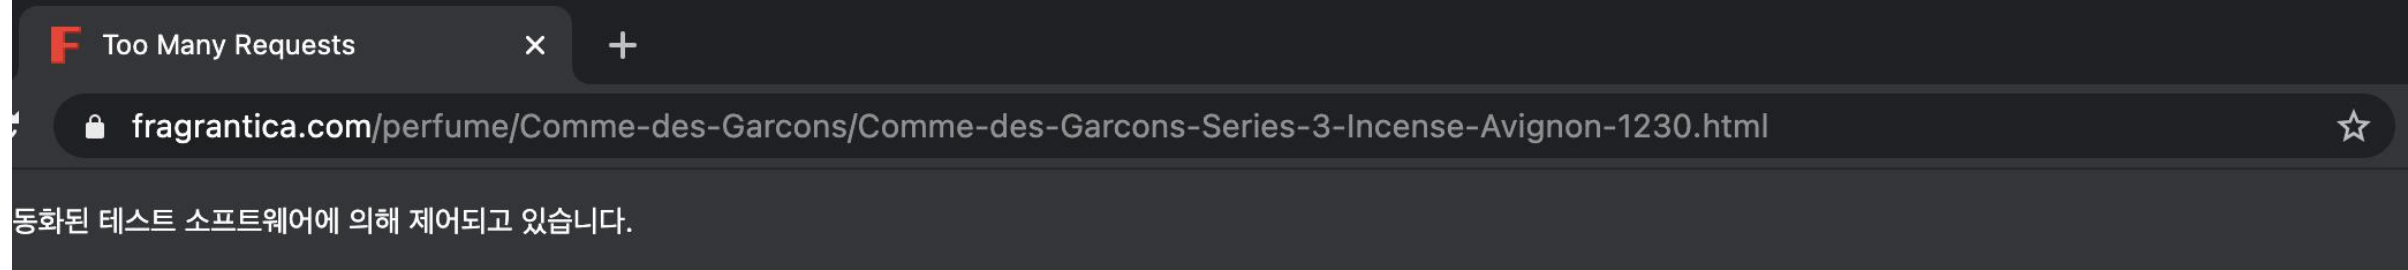 Too Many Requests
fragrantica.com/perfume/Comme-des-Garcons/Comme-des-Garcons-Series-3-Incense-Avignon-1230.html
동화된 테스트 소프트웨어에 의해 제어되고 있습니다.